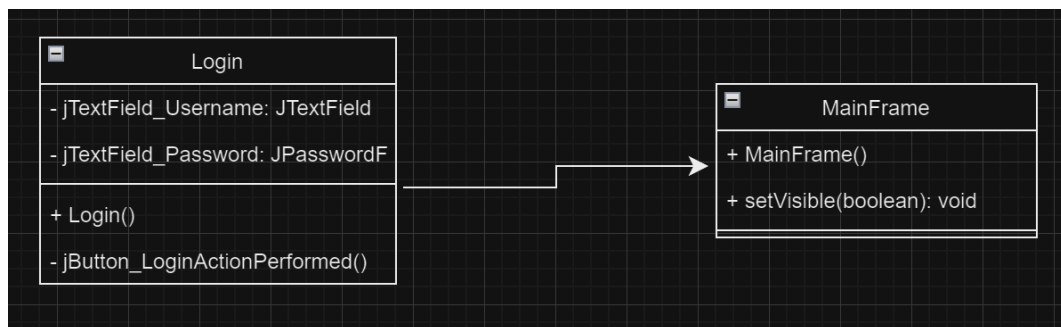 Login
- jTextField_Username: JTextField
- jTextField_Password: JPasswordF
+ Login()
- jButton_LoginActionPerformed()
MainFrame
+ MainFrame()
+ setVisible(boolean): void